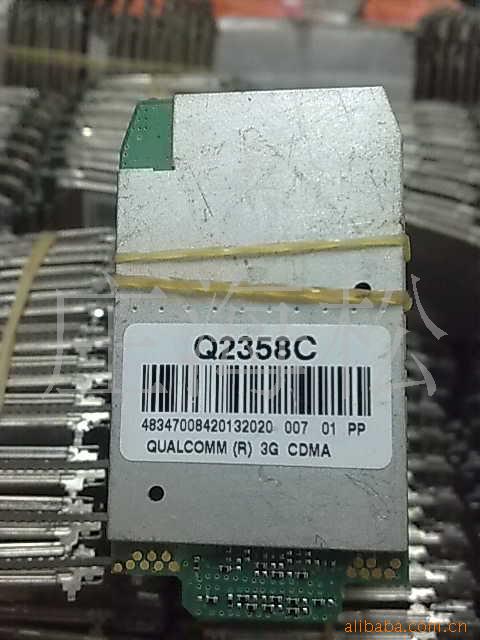 Q2358C
48347008420132020 007 01 PP
QUALCOMM (R) 3G CDMA
alibaba.com.cn